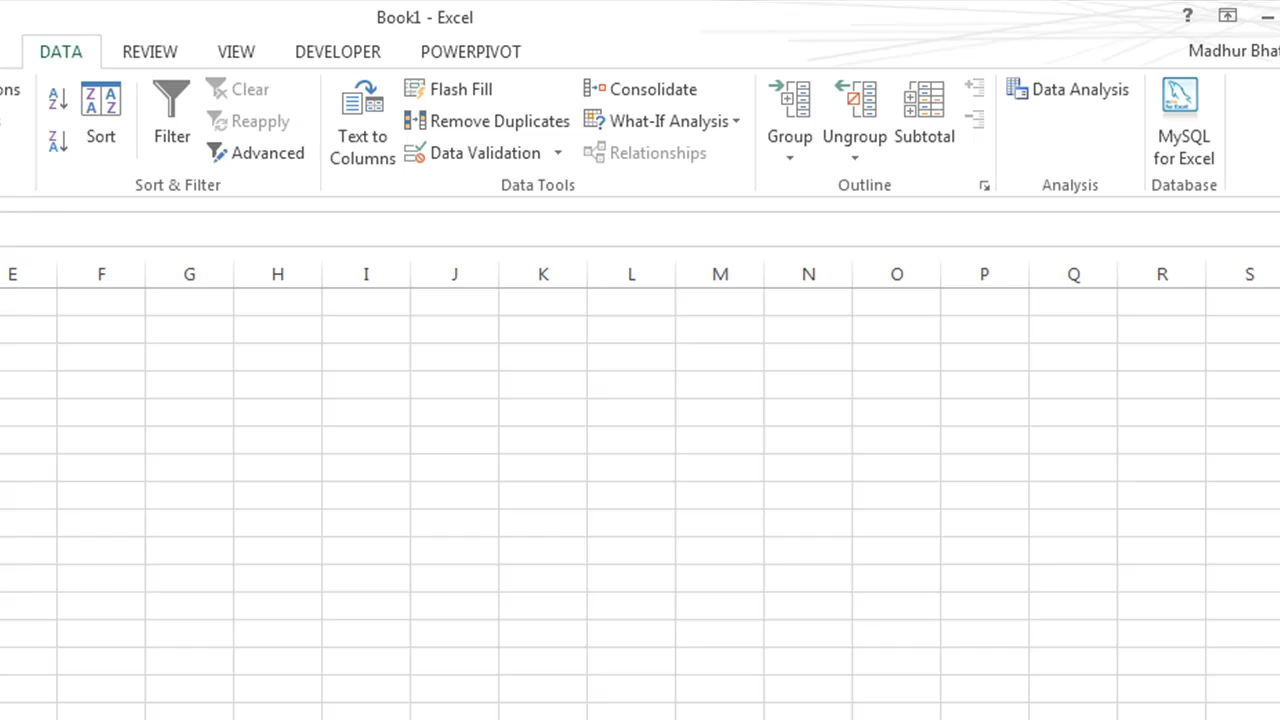 Book1 - Excel
?
DATA REVIEW VIEW DEVELOPER POWERPIVOT
Madhur Bhat
ons
Clear
Reapply
Advanced
Sort
Filter
Sort & Filter
Text to
Columns
Flash Fill
Remove Duplicates
Data Validation
Consolidate
What-If Analysis
Relationships
Data Tools
Group
Ungroup
Subtotal
Outline
Data Analysis
Analysis
MySQL
for Excel
Database
E F G H I J K L M N O P Q R S